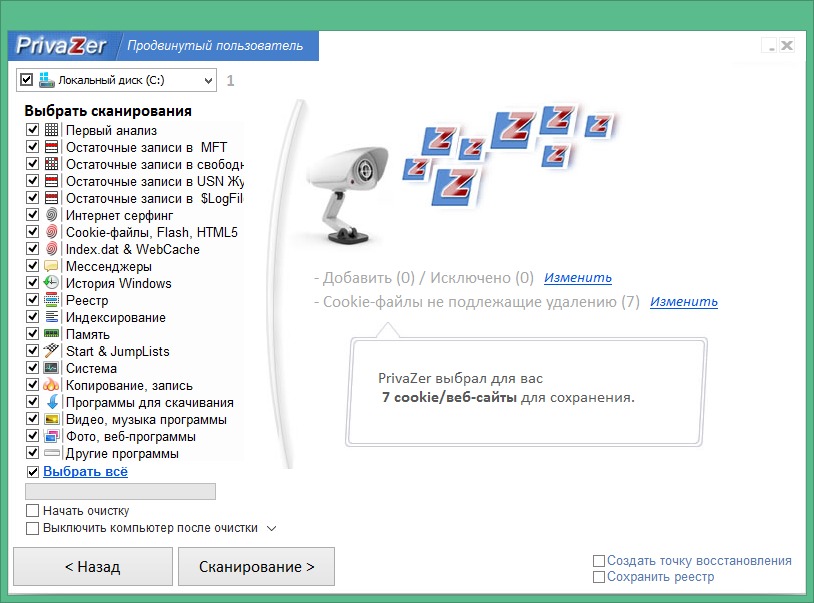 PrivaZer Продвинутый пользователь
Локальный диск (C:) 1
Выбрать сканирования
Первый анализ
Остаточные записи в MFT
Остаточные записи в свободн
Остаточные записи в USN Жу
Остаточные записи в $LogFil
Интернет серфинг
Cookie-файлы, Flash, HTML5
Index.dat & WebCache
Мессенджеры
История Windows
Реестр
Индексирование
Память
Start & JumpLists
Система
Копирование, запись
Программы для скачивания
Видео, музыка программы
Фото, веб-программы
Другие программы
Выбрать всё
Начать очистку
Выключить компьютер после очистки
< Назад
Сканирование >
Z Z Z Z Z Z Z Z
- Добавить (0) / Исключено (0) Изменить
- Cookie-файлы не подлежащие удалению (7) Изменить
PrivaZer выбрал для вас
7 cookie/веб-сайты для сохранения.
Создать точку восстановления
Сохранить реестр